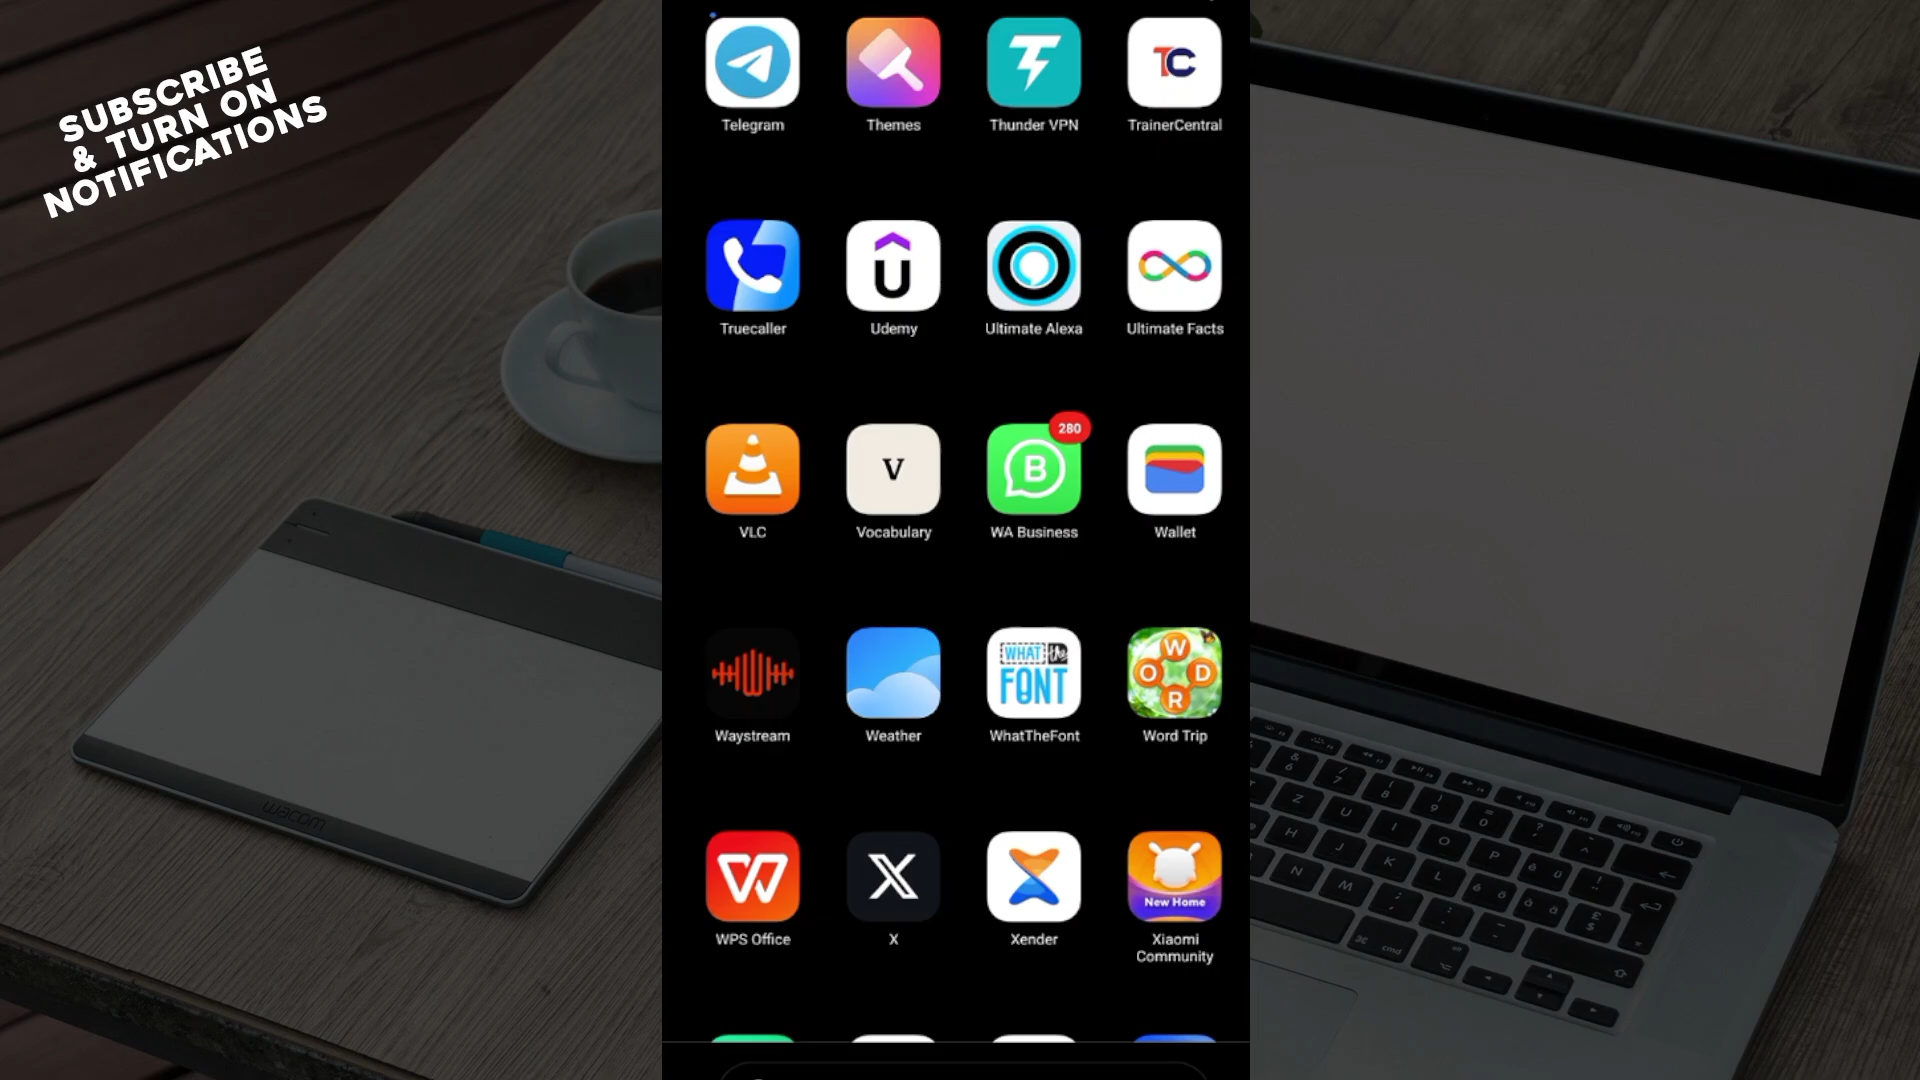 SUBSCRIBE
& TURN ON
NOTIFICATIONS
TC
Telegram
Themes
Thunder VPN
TrainerCentral
Truecaller
Udemy
Ultimate Alexa
Ultimate Facts
V
280
B
VLC
Vocabulary
WA Business
Wallet
WHAT the
FONT
W
O D
R
Waystream
Weather
WhatTheFont
Word Trip
W
X
New Home
WPS Office
X
Xender
Xiaomi
Community
wacom